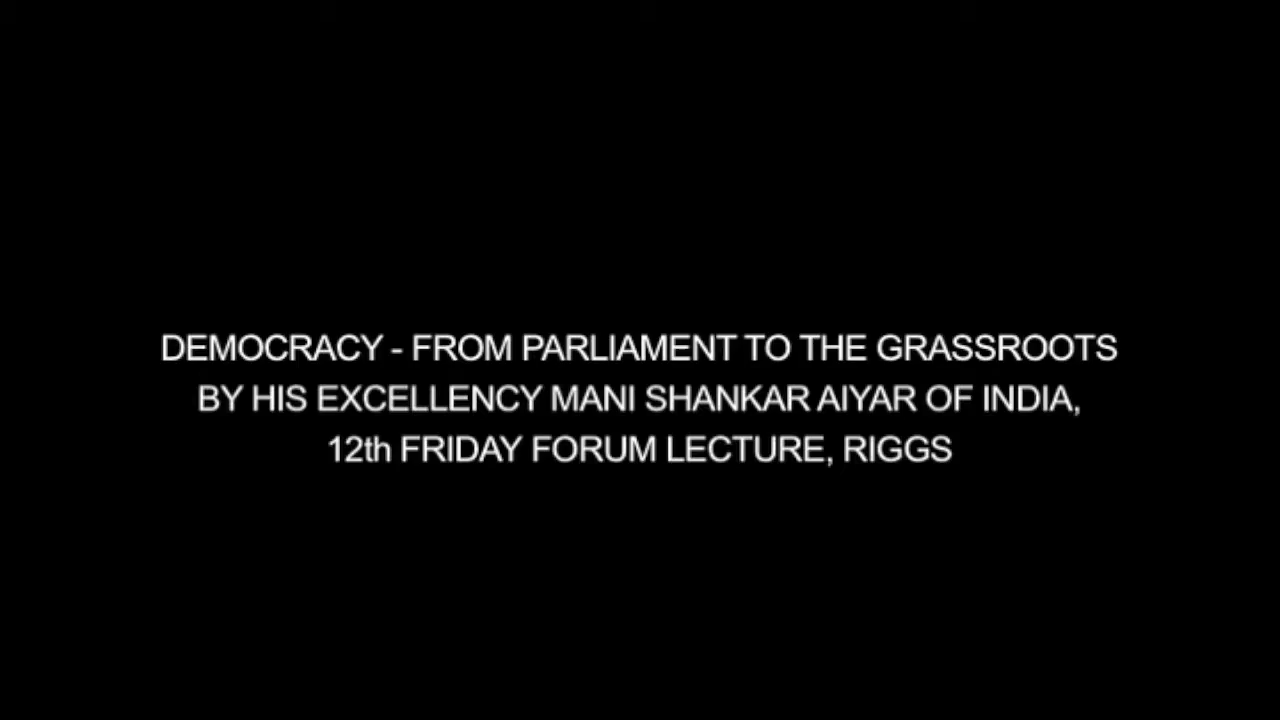 DEMOCRACY - FROM PARLIAMENT TO THE GRASSROOTS
BY HIS EXCELLENCY MANI SHANKAR AIYAR OF INDIA,
12th FRIDAY FORUM LECTURE, RIGGS